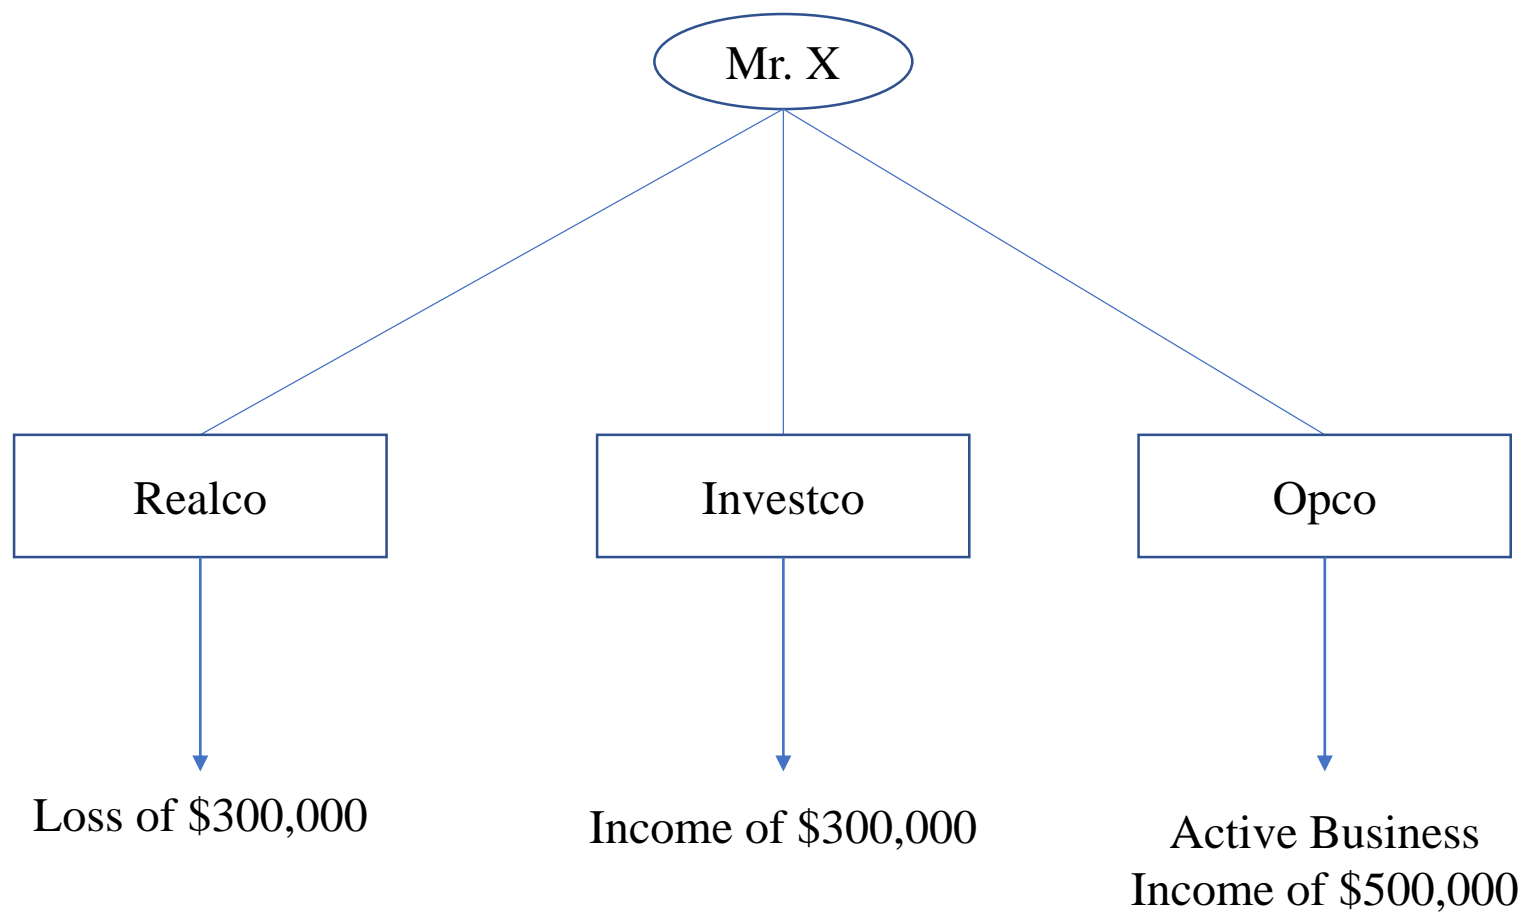 Mr. X
Realco
Investco
Opco
Loss of $300,000
Income of $300,000
Active Business
Income of $500,000